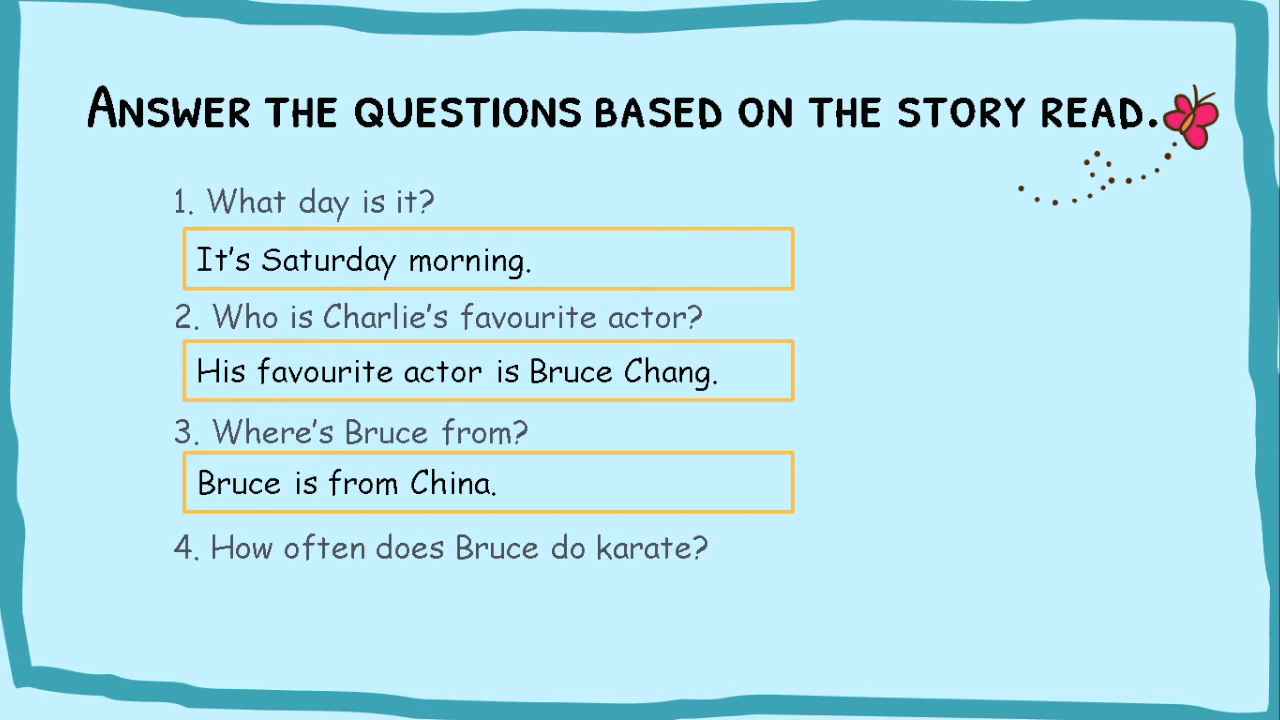 ANSWER THE QUESTIONS BASED ON THE STORY READ.
1. What day is it?
It's Saturday morning.
2. Who is Charlie's favourite actor?
His favourite actor is Bruce Chang.
3. Where's Bruce from?
Bruce is from China.
4. How often does Bruce do karate?